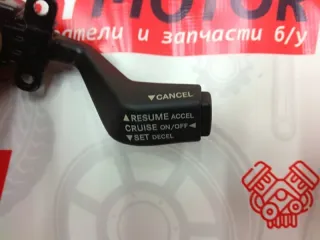 MOTOR
атели и запчасти б/у
▼CANCEL
▲RESUME ACCEL
CRUISE ON/OFF◄
▼SET DECEL